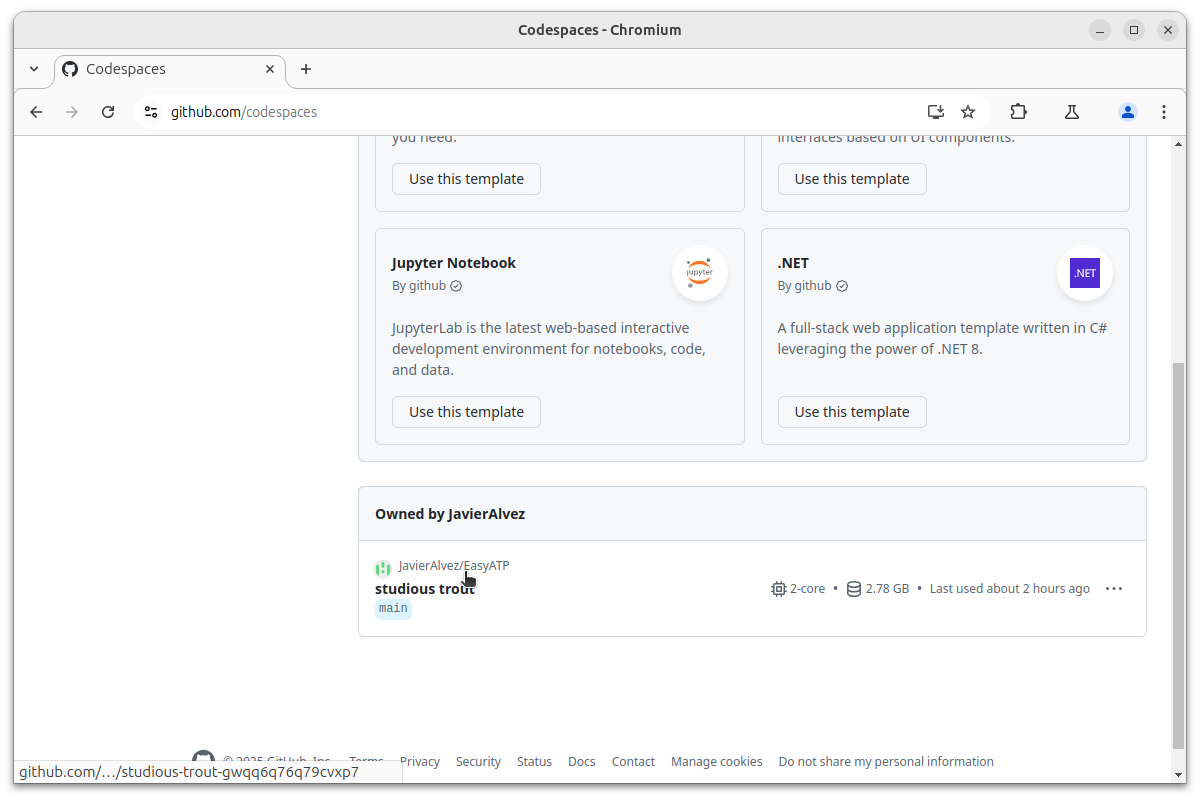 Codespaces - Chromium
Codespaces
github.com/codespaces
you need.
interfaces based on UI components.
Use this template
Use this template
Jupyter Notebook
By github
jupyter
JupyterLab is the latest web-based interactive
development environment for notebooks, code,
and data.
Use this template
.NET
By github
.NET
A full-stack web application template written in C#
leveraging the power of .NET 8.
Use this template
Owned by JavierAlvez
JavierAlvez/EasyATP
studious trout
main
2-core • 2.78 GB • Last used about 2 hours ago
© 2025 GitHub, Inc. Terms Privacy Security Status Docs Contact Manage cookies Do not share my personal information
github.com/.../studious-trout-gwqq6q76q79cvxp7